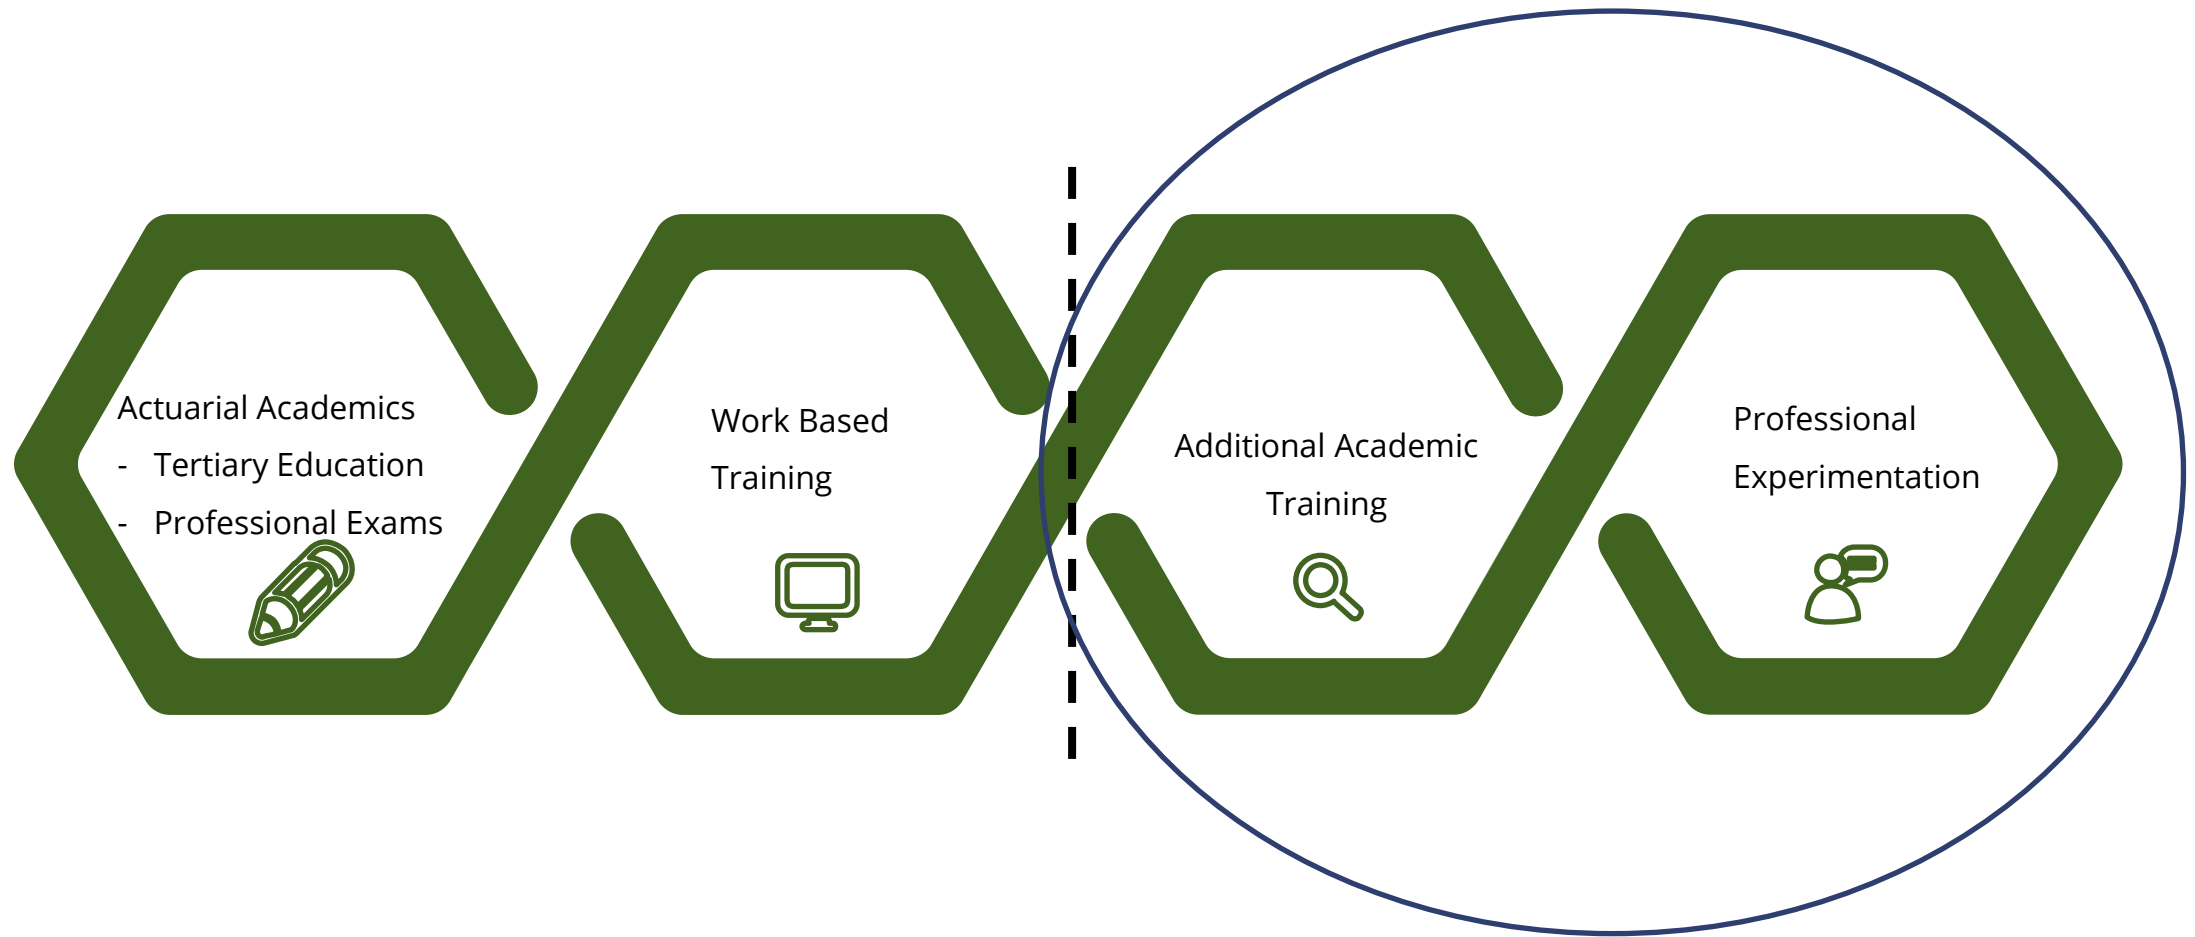 Actuarial Academics
- Tertiary Education
- Professional Exams
Work Based
Training
Additional Academic
Training
Professional
Experimentation